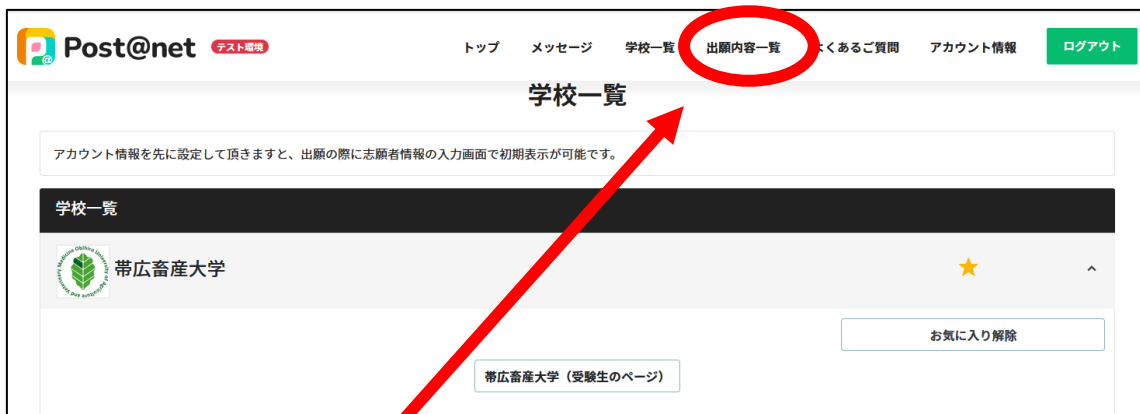 Post@net テスト環境 トップ メッセージ 学校一覧 出願内容一覧 よくあるご質問 アカウント情報 ログアウト
学校一覧
アカウント情報を先に設定して頂きますと、出願の際に志願者情報の入力画面で初期表示が可能です。
学校一覧
帯広畜産大学
お気に入り解除
帯広畜産大学（受験生のページ）